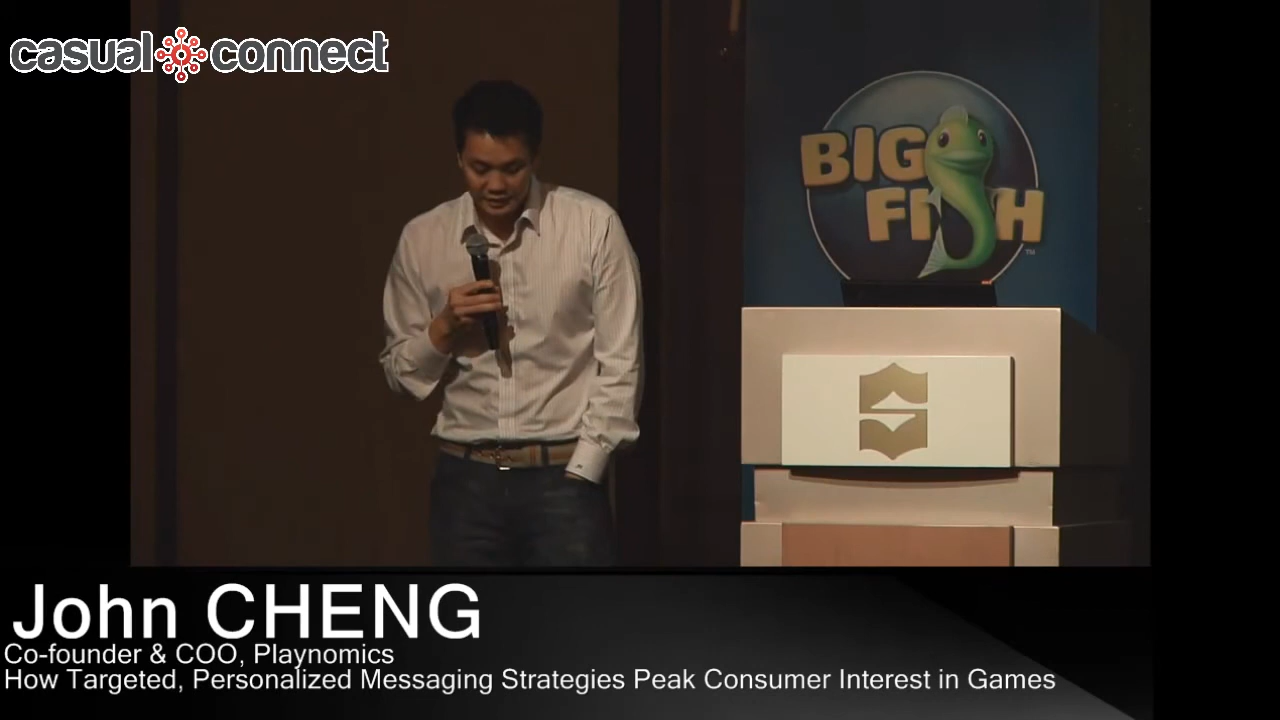 casual connect
BIG
FISH
TM
John CHENG
Co-founder & COO, Playnomics
How Targeted, Personalized Messaging Strategies Peak Consumer Interest in Games